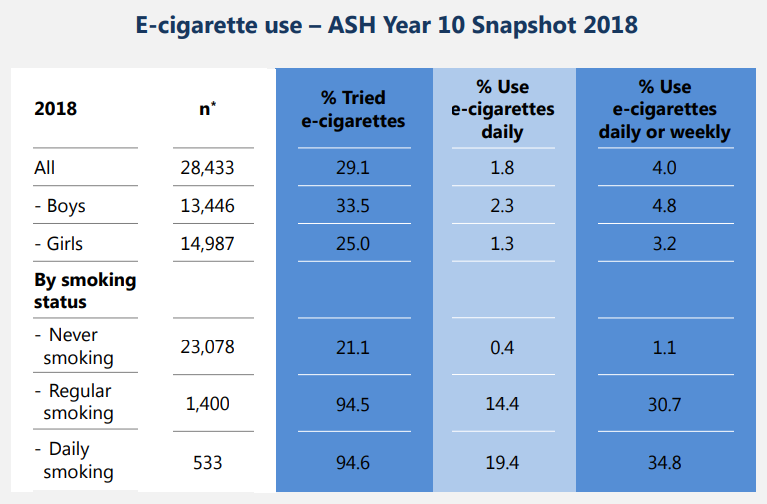 E-cigarette use – ASH Year 10 Snapshot 2018
2018 n* % Tried e-cigarettes % Use e-cigarettes daily % Use e-cigarettes daily or weekly
All 28,433 29.1 1.8 4.0
- Boys 13,446 33.5 2.3 4.8
- Girls 14,987 25.0 1.3 3.2
By smoking
status
- Never smoking 23,078 21.1 0.4 1.1
- Regular smoking 1,400 94.5 14.4 30.7
- Daily smoking 533 94.6 19.4 34.8